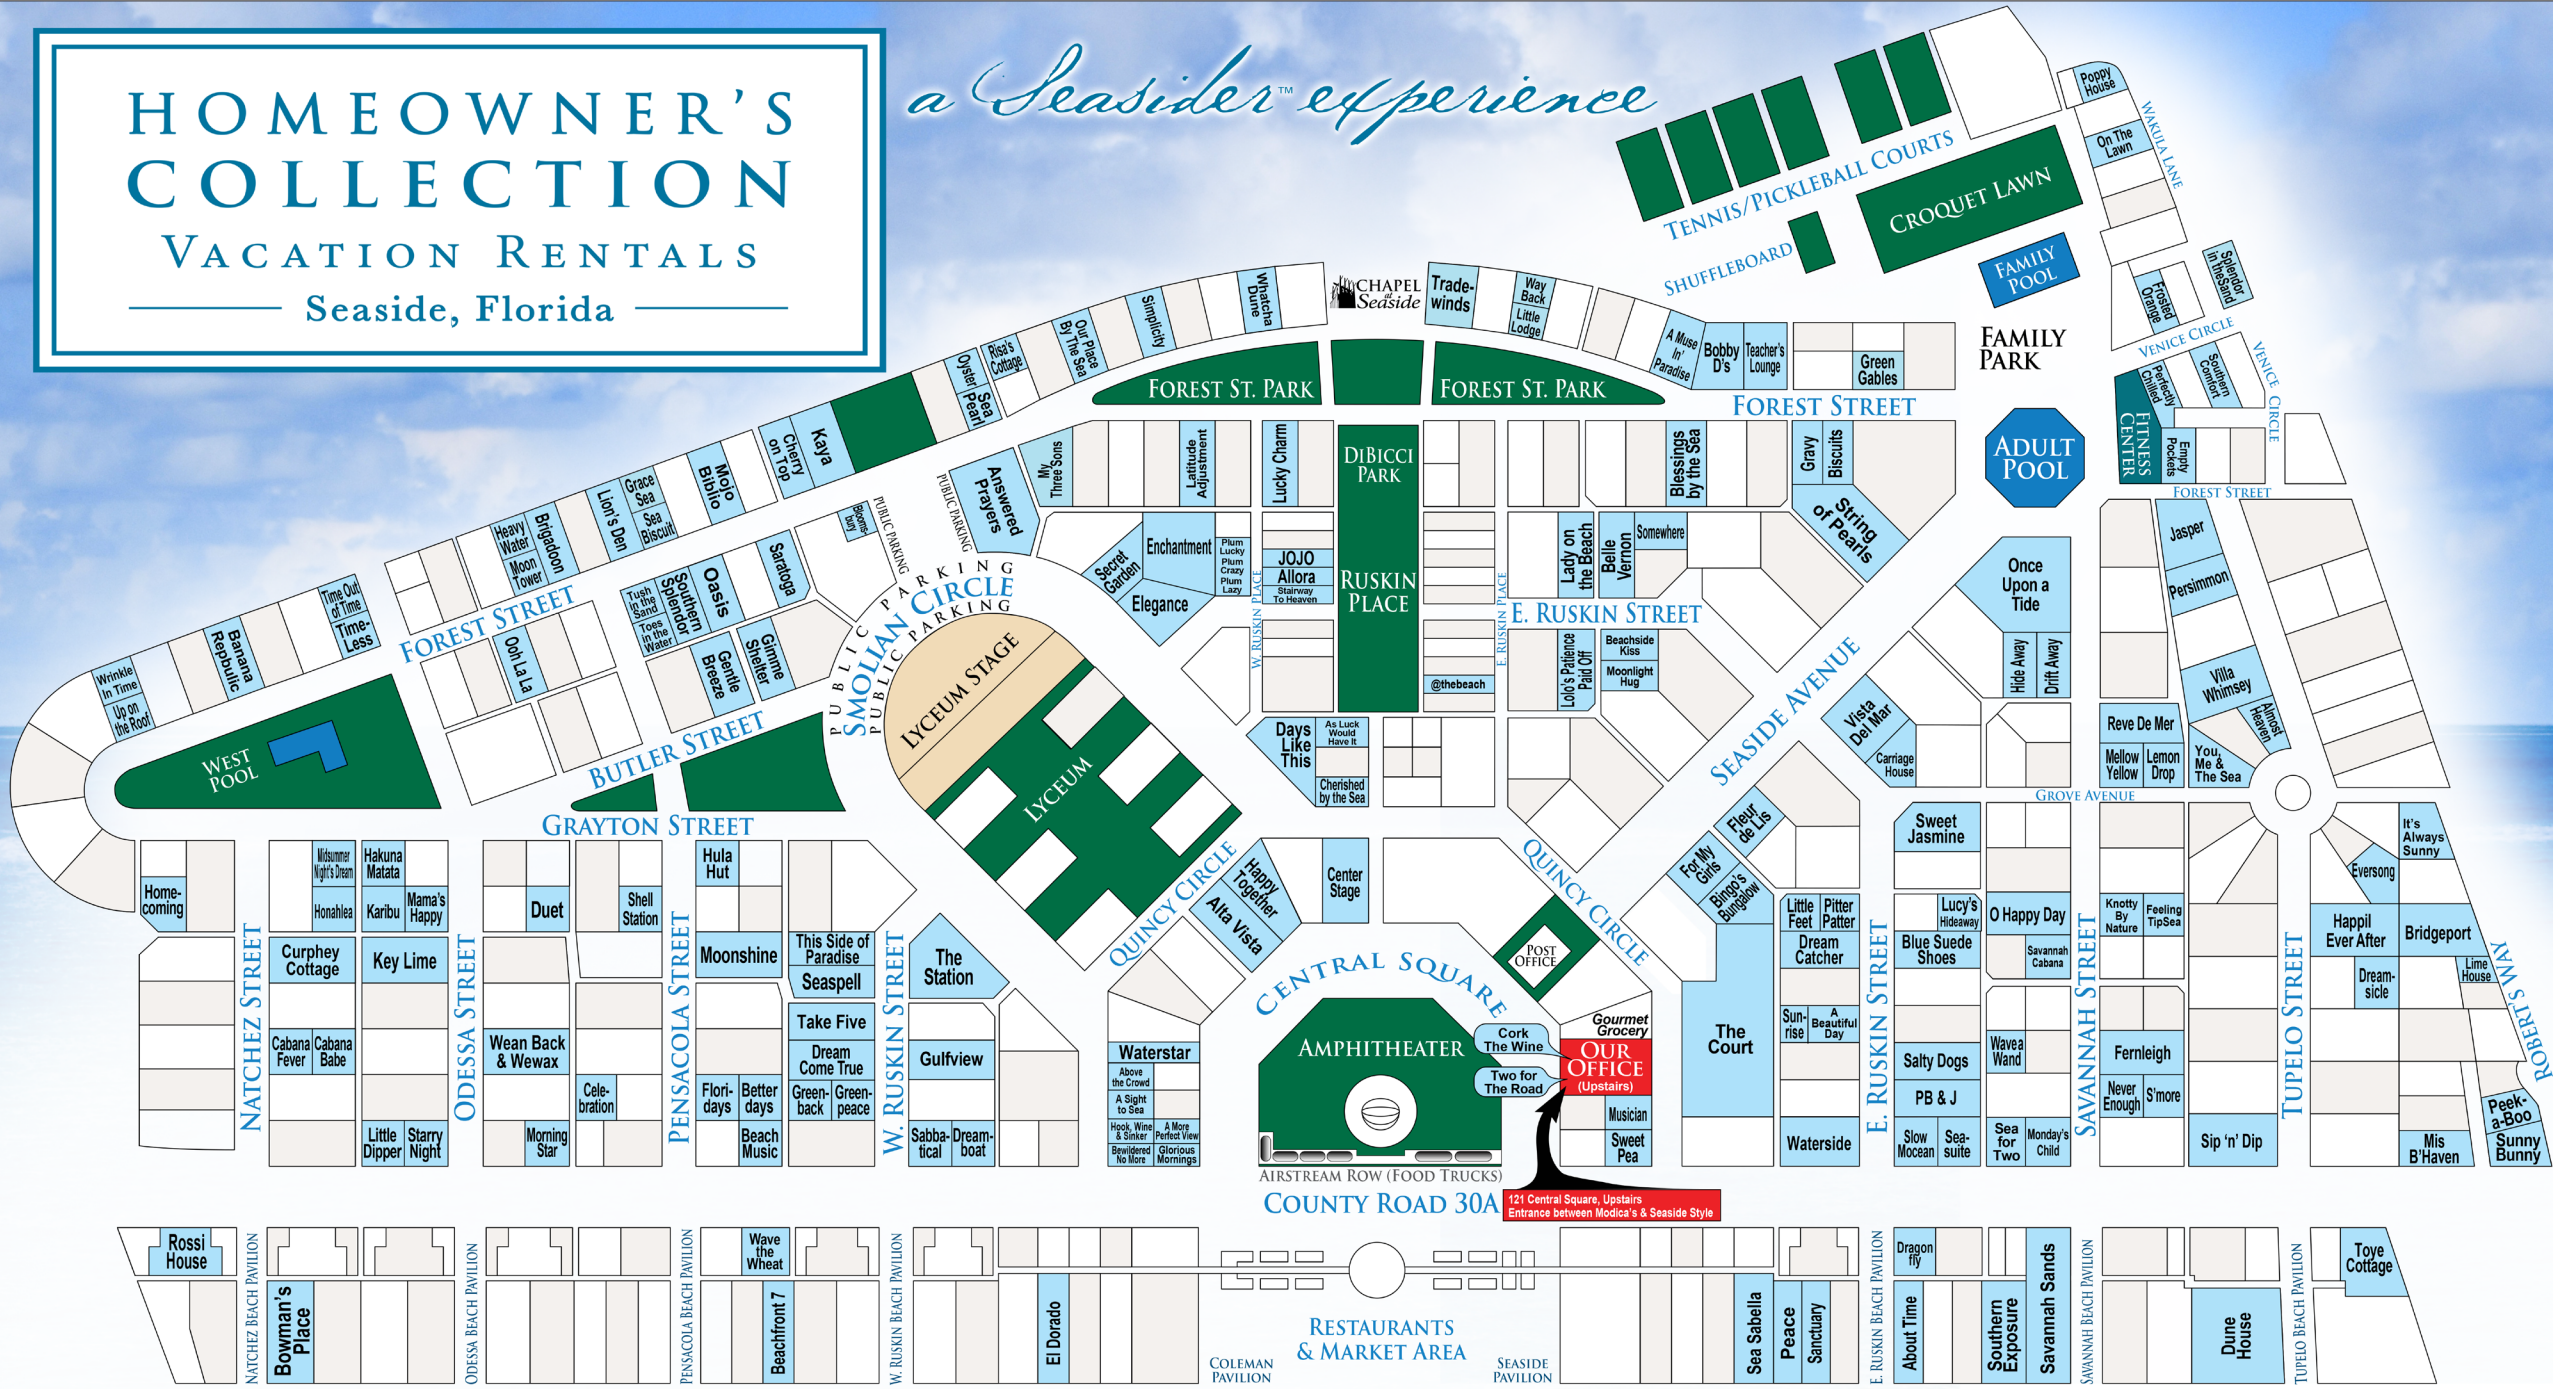 HOMEOWNER'S
COLLECTION
VACATION RENTALS
Seaside, Florida
a Seasider™ experience
TENNIS/PICKLEBALL COURTS
CROQUET LAWN
SHUFFLEBOARD
FAMILY
POOL
FAMILY
PARK
ADULT
POOL
FITNESS
CENTER
Poppy
House
On The
Lawn
WAKULA LANE
Splendor
in theSand
Frosted
Orange
VENICE CIRCLE
VENICE CIRCLE
Southern
Comfort
Perfectly
Chilled
Empty
Pockets
FOREST STREET
Whatcha
Dune
CHAPEL
at
Seaside
Trade-
winds
Way
Back
Little
Lodge
A Muse
In'
Paradise
Bobby
D's
Teacher's
Lounge
Green
Gables
Simplicity
Our Place
By The Sea
Risa's
Cottage
Oyster
Sea
Pearl
Kaya
Cherry
on Top
Mojo
Biblio
Grace
Sea
Sea
Biscuit
Lion's Den
Brigadoon
Heavy
Water
Moon
Tower
Time Out
of Time
Time-
Less
Banana
Repbulic
Wrinkle
In Time
Up on
the Roof
FOREST ST. PARK
FOREST ST. PARK
FOREST STREET
FOREST STREET
WEST
POOL
BUTLER STREET
GRAYTON STREET
Ooh La La
Tush
in the
Sand
Toes
In the
Water
Southern
Splendor
Oasis
Saratoga
Gentle
Breeze
Gimme
Shelter
Blooms-
bury
PUBLIC PARKING
PUBLIC PARKING
PUBLIC PARKING
SMOLIAN CIRCLE
PUBLIC PARKING
LYCEUM STAGE
LYCEUM
Answered
Prayers
My
Three Sons
Latitude
Adjustment
Lucky Charm
DIBICCI
PARK
RUSKIN
PLACE
Blessings
by the Sea
Gravy
Biscuits
String
of Pearls
Secret
Garden
Enchantment
Elegance
Plum
Lucky
Plum
Crazy
Plum
Lazy
JOJO
Allora
Stairway
To Heaven
W. RUSKIN PLACE
E. RUSKIN PLACE
@thebeach
Lady on
the Beach
Belle
Vernon
Somewhere
E. RUSKIN STREET
Lolo's Patience
Paid Off
Beachside
Kiss
Moonlight
Hug
SEASIDE AVENUE
Once
Upon a
Tide
Hide Away
Drift Away
Vista
Del Mar
Carriage
House
Jasper
Persimmon
Villa
Whimsey
Almost
Heaven
Reve De Mer
Mellow
Yellow
Lemon
Drop
You,
Me &
The Sea
GROVE AVENUE
Days
Like
This
As Luck
Would
Have It
Cherished
by the Sea
Home-
coming
Midsummer
Night's Dream
Honahlea
Hakuna
Matata
Karibu
Mama's
Happy
Duet
Shell
Station
Hula
Hut
Curphey
Cottage
Key Lime
Moonshine
This Side of
Paradise
Seaspell
The
Station
NATCHEZ STREET
ODESSA STREET
PENSACOLA STREET
W. RUSKIN STREET
Cabana
Fever
Cabana
Babe
Wean Back
& Wewax
Cele-
bration
Take Five
Dream
Come True
Flori-
days
Better
days
Green-
back
Green-
peace
Gulfview
Little
Dipper
Starry
Night
Morning
Star
Beach
Music
Sabba-
tical
Dream-
boat
QUINCY CIRCLE
Happy
Together
Alta Vista
Center
Stage
QUINCY CIRCLE
POST
OFFICE
CENTRAL SQUARE
AMPHITHEATER
Waterstar
Above
the Crowd
A Sight
to Sea
Hook, Wine
& Sinker
A More
Perfect View
Bewildered
No More
Glorious
Mornings
Cork
The Wine
Two for
The Road
Gourmet
Grocery
OUR
OFFICE
(Upstairs)
Musician
Sweet
Pea
AIRSTREAM ROW (FOOD TRUCKS)
COUNTY ROAD 30A
121 Central Square, Upstairs
Entrance between Modica's & Seaside Style
Fleur
de Lis
For My
Girls
Bingo's
Bungalow
The
Court
Little
Feet
Pitter
Patter
Dream
Catcher
Sun-
rise
A
Beautiful
Day
Waterside
E. RUSKIN STREET
Sweet
Jasmine
Lucy's
Hideaway
Blue Suede
Shoes
Salty Dogs
PB & J
Slow
Mocean
Sea-
suite
O Happy Day
Savannah
Cabana
Wave a
Wand
Sea
for
Two
Monday's
Child
SAVANNAH STREET
Knotty
By
Nature
Feeling
TipSea
Fernleigh
Never
Enough
S'more
Sip 'n' Dip
TUPELO STREET
It's
Always
Sunny
Eversong
Happil
Ever After
Bridgeport
Dream-
sicle
Lime
House
ROBERT'S WAY
Peek-
a-Boo
Mis
B'Haven
Sunny
Bunny
Rossi
House
Bowman's
Place
Wave
the
Wheat
Beachfront 7
El Dorado
NATCHEZ BEACH PAVILION
ODESSA BEACH PAVILION
PENSACOLA BEACH PAVILION
W. RUSKIN BEACH PAVILION
COLEMAN
PAVILION
RESTAURANTS
& MARKET AREA
SEASIDE
PAVILION
Sea Sabella
Peace
Sanctuary
E. RUSKIN BEACH PAVILION
Dragon
fly
About Time
Southern
Exposure
Savannah Sands
SAVANNAH BEACH PAVILION
Dune
House
TUPELO BEACH PAVILION
Toye
Cottage